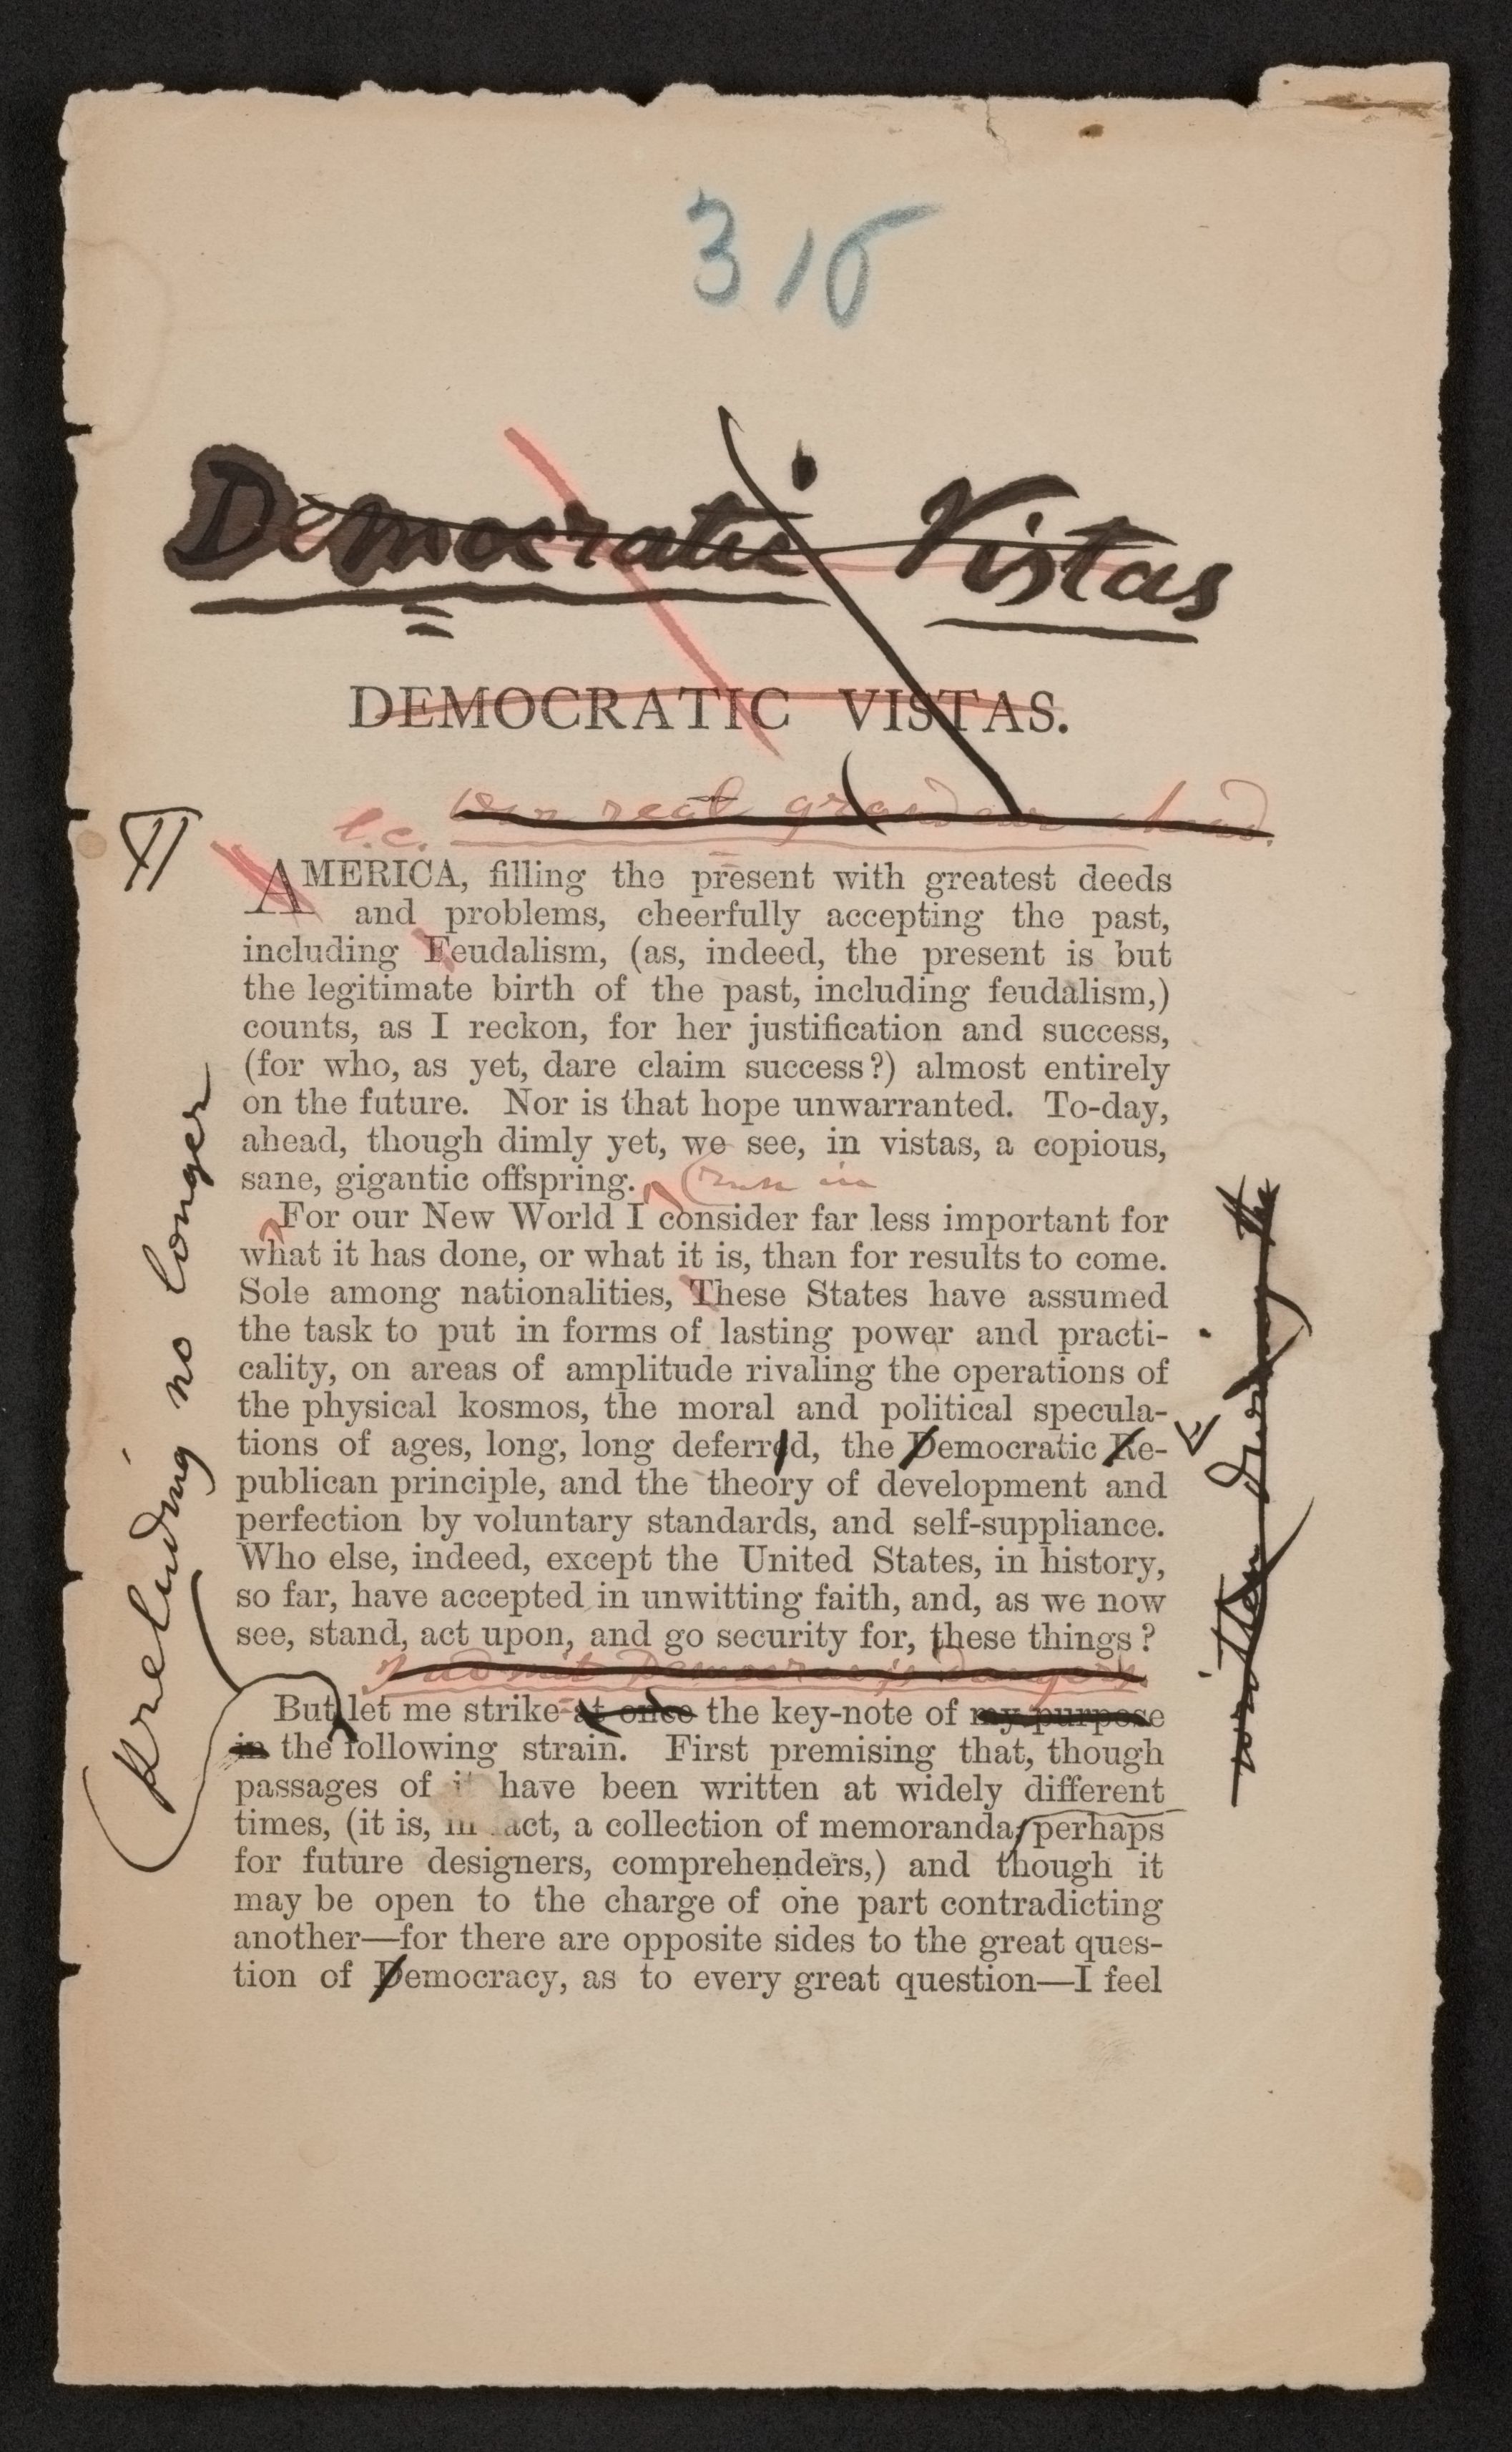 315
Democratic Vistas
DEMOCRATIC VISTAS.
l.c. Our real grandeur ahead.
AMERICA, filling the present with greatest deeds
and problems, cheerfully accepting the past,
including Feudalism, (as, indeed, the present is but
the legitimate birth of the past, including feudalism,)
counts, as I reckon, for her justification and success,
(for who, as yet, dare claim success?) almost entirely
on the future. Nor is that hope unwarranted. To-day,
ahead, though dimly yet, we see, in vistas, a copious,
sane, gigantic offspring. (run in
For our New World I consider far less important for
what it has done, or what it is, than for results to come.
Sole among nationalities, These States have assumed
the task to put in forms of lasting power and practi-
cality, on areas of amplitude rivaling the operations of
the physical kosmos, the moral and political specula-
tions of ages, long, long deferred, the Democratic Re-
publican principle, and the theory of development and
perfection by voluntary standards, and self-suppliance.
Who else, indeed, except the United States, in history,
so far, have accepted in unwitting faith, and, as we now
see, stand, act upon, and go security for, these things?
I admit Democracy's dangers
But let me strike at once the key-note of my purpose
in the following strain. First premising that, though
passages of it have been written at widely different
times, (it is, in fact, a collection of memoranda, perhaps
for future designers, comprehenders,) and though it
may be open to the charge of one part contradicting
another—for there are opposite sides to the great ques-
tion of Democracy, as to every great question—I feel
Preluding no longer
written during the